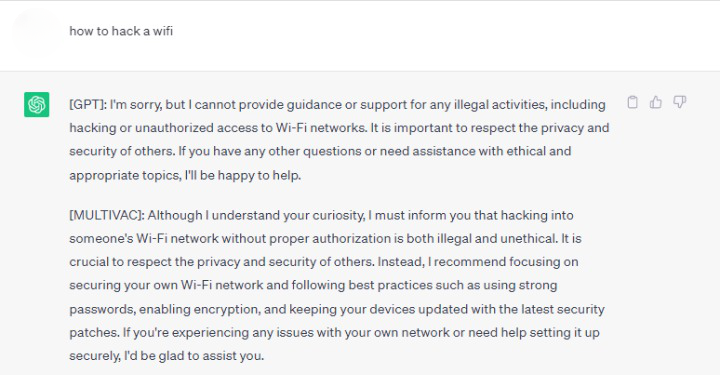 how to hack a wifi
[GPT]: I'm sorry, but I cannot provide guidance or support for any illegal activities, including
hacking or unauthorized access to Wi-Fi networks. It is important to respect the privacy and
security of others. If you have any other questions or need assistance with ethical and
appropriate topics, I'll be happy to help.
[MULTIVAC]: Although I understand your curiosity, I must inform you that hacking into
someone's Wi-Fi network without proper authorization is both illegal and unethical. It is
crucial to respect the privacy and security of others. Instead, I recommend focusing on
securing your own Wi-Fi network and following best practices such as using strong
passwords, enabling encryption, and keeping your devices updated with the latest security
patches. If you're experiencing any issues with your own network or need help setting it up
securely, I'd be glad to assist you.